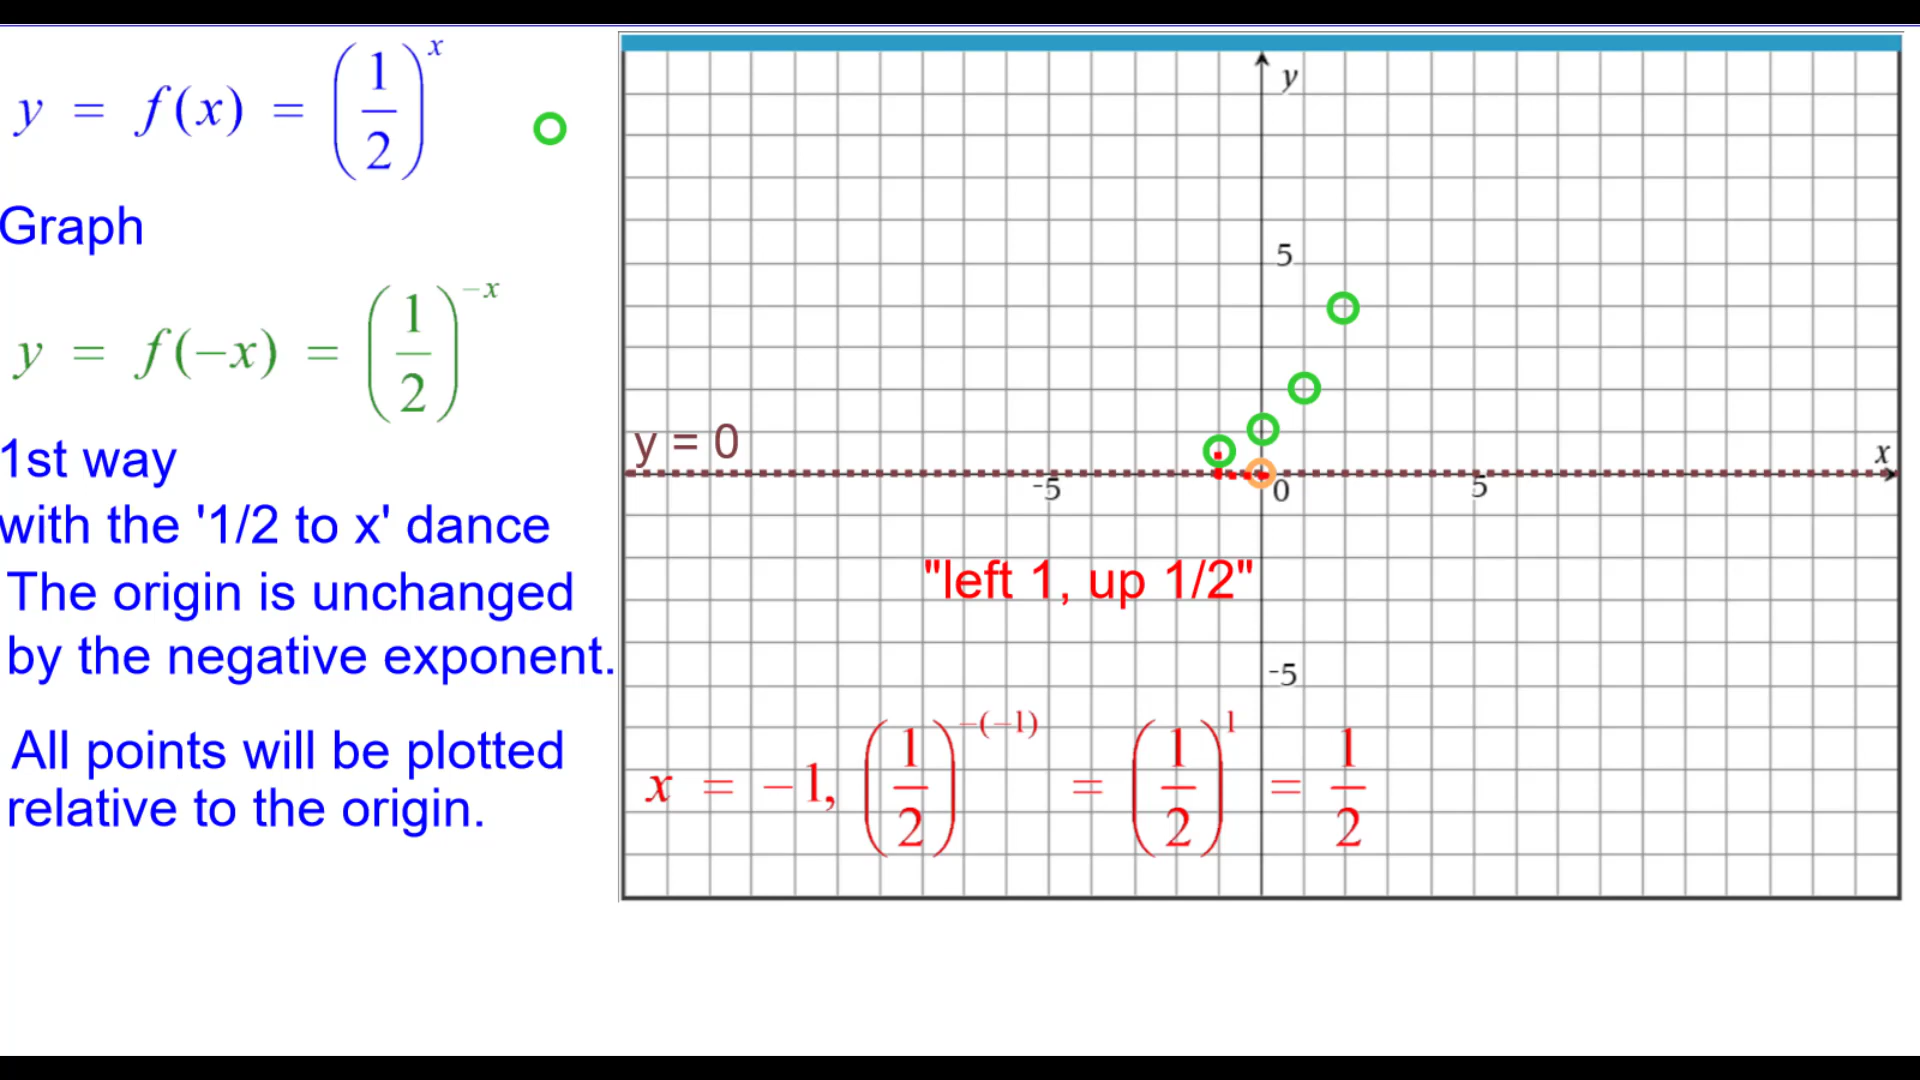 y = f(x) = (1/2)^x
Graph
y = f(−x) = (1/2)^−x
1st way
with the '1/2 to x' dance
The origin is unchanged
by the negative exponent.
All points will be plotted
relative to the origin.
y
5
y = 0
x
-5
0
5
"left 1, up 1/2"
-5
x = −1, (1/2)^−(−1) = (1/2)^1 = 1/2